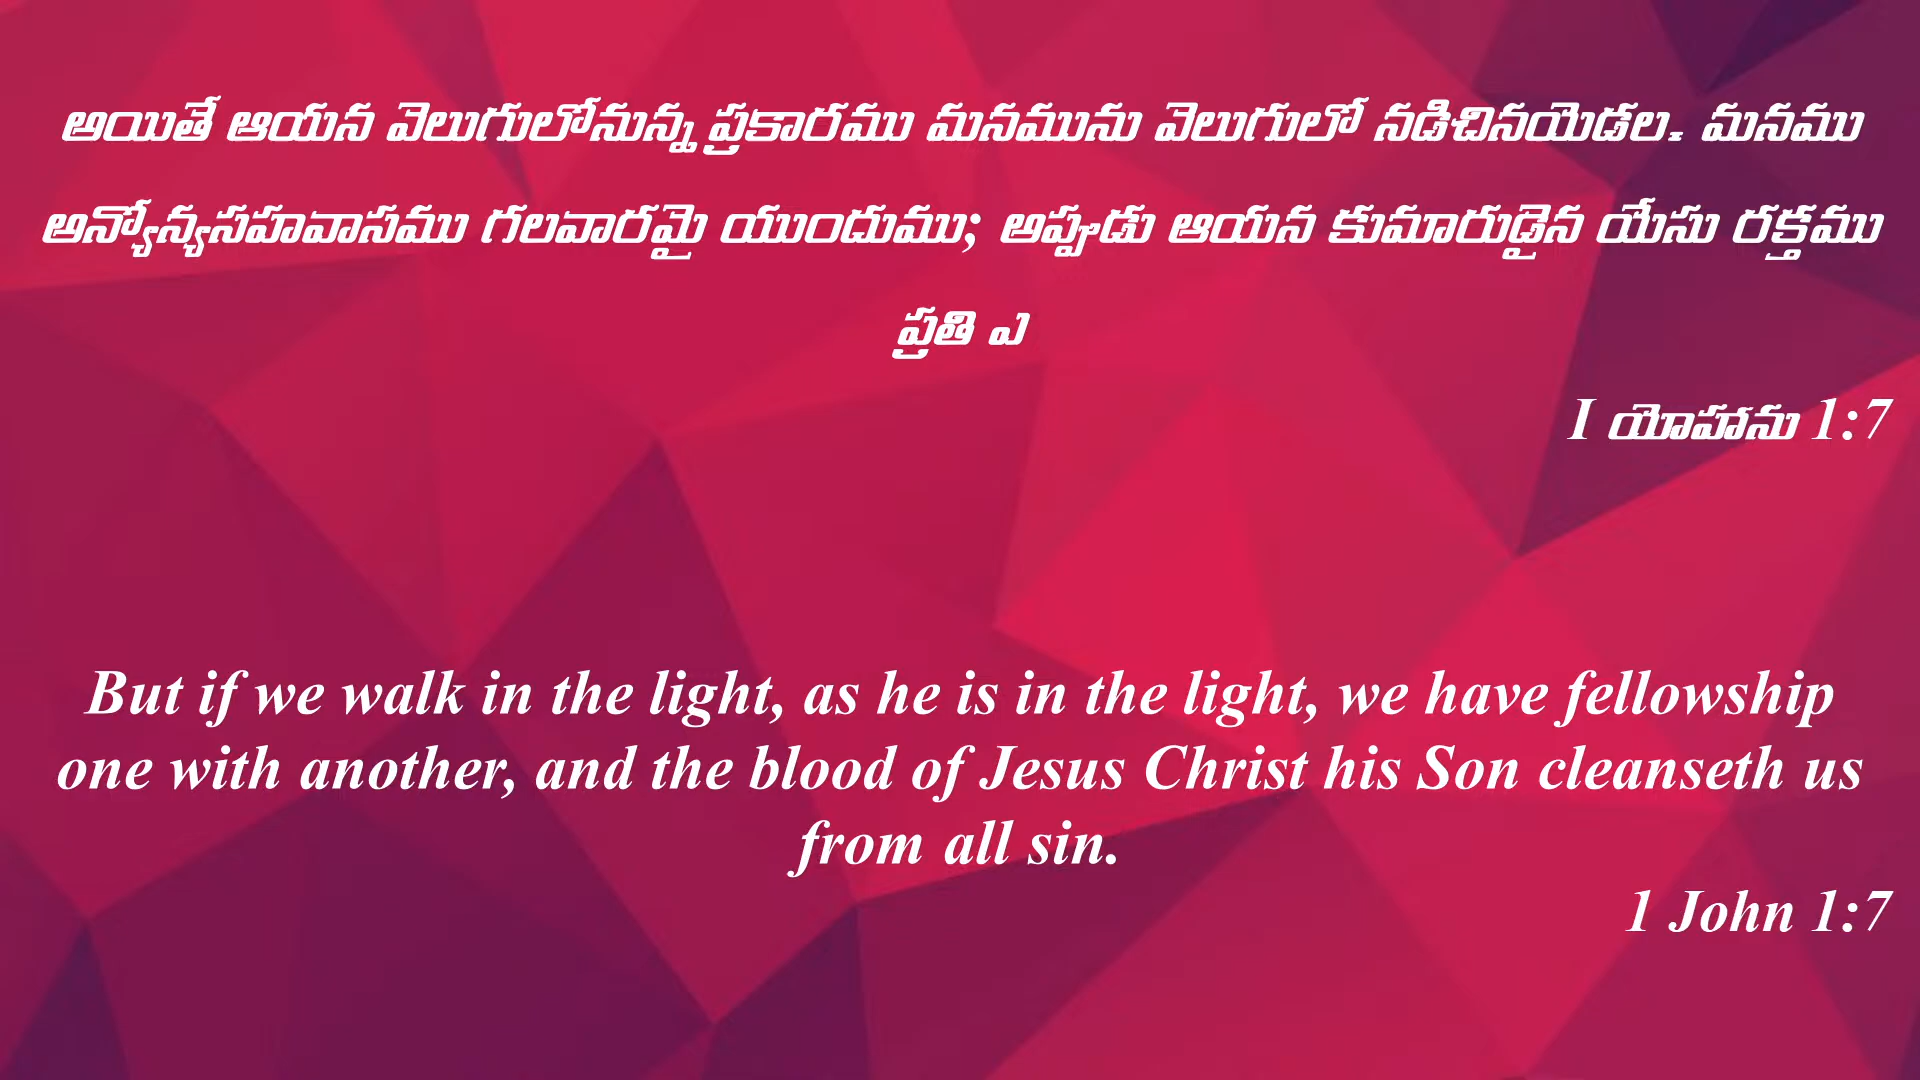 అయితే ఆయన వెలుగులోనున్న ప్రకారము మనమును వెలుగులో నడిచినయెడల. మనము
అన్యోన్యసహవాసము గలవారమై యుందుము; అప్పుడు ఆయన కుమారుడైన యేసు రక్తము
ప్రతి ఎ
I యోహాను 1:7
But if we walk in the light, as he is in the light, we have fellowship
one with another, and the blood of Jesus Christ his Son cleanseth us
from all sin.
1 John 1:7